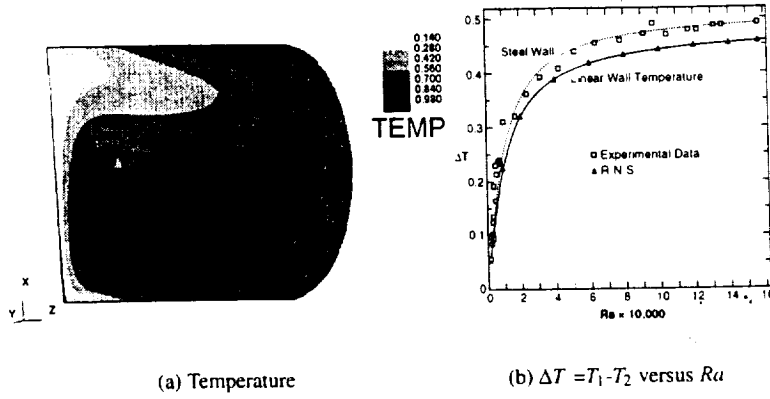 0.140
0.280
0.420
0.560
0.700
0.840
0.980
TEMP
X
Y
Z
(a) Temperature
0.5
0.4
0.3
ΔT
0.2
0.1
0
Steel Wall
Linear Wall Temperature
□ Experimental Data
▲ R N S
0 2 4 6 8 10 12 14 16
Ra × 10,000
(b) ΔT =T₁-T₂ versus Ra